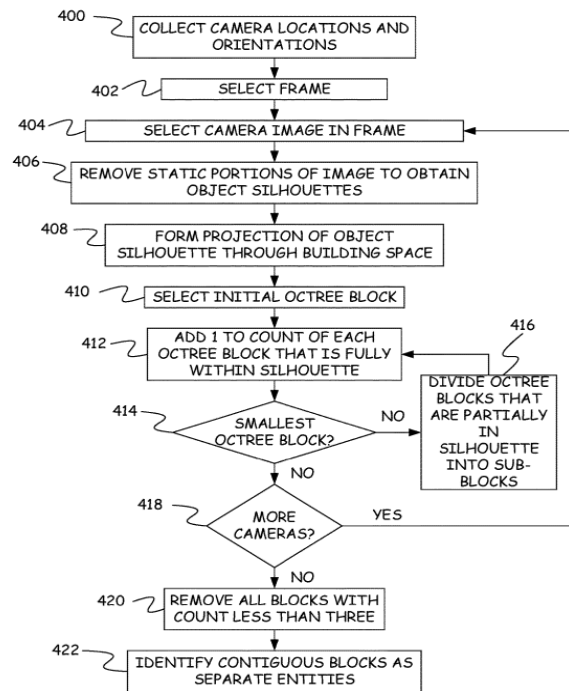 400
COLLECT CAMERA LOCATIONS AND
ORIENTATIONS
402
SELECT FRAME
404
SELECT CAMERA IMAGE IN FRAME
406
REMOVE STATIC PORTIONS OF IMAGE TO OBTAIN
OBJECT SILHOUETTES
408
FORM PROJECTION OF OBJECT
SILHOUETTE THROUGH BUILDING SPACE
410
SELECT INITIAL OCTREE BLOCK
412
ADD 1 TO COUNT OF EACH
OCTREE BLOCK THAT IS FULLY
WITHIN SILHOUETTE
416
DIVIDE OCTREE
BLOCKS THAT
ARE PARTIALLY
IN
SILHOUETTE
INTO SUB-
BLOCKS
414
SMALLEST
OCTREE BLOCK?
NO
NO
418
MORE
CAMERAS?
YES
NO
420
REMOVE ALL BLOCKS WITH
COUNT LESS THAN THREE
422
IDENTIFY CONTIGUOUS BLOCKS AS
SEPARATE ENTITIES